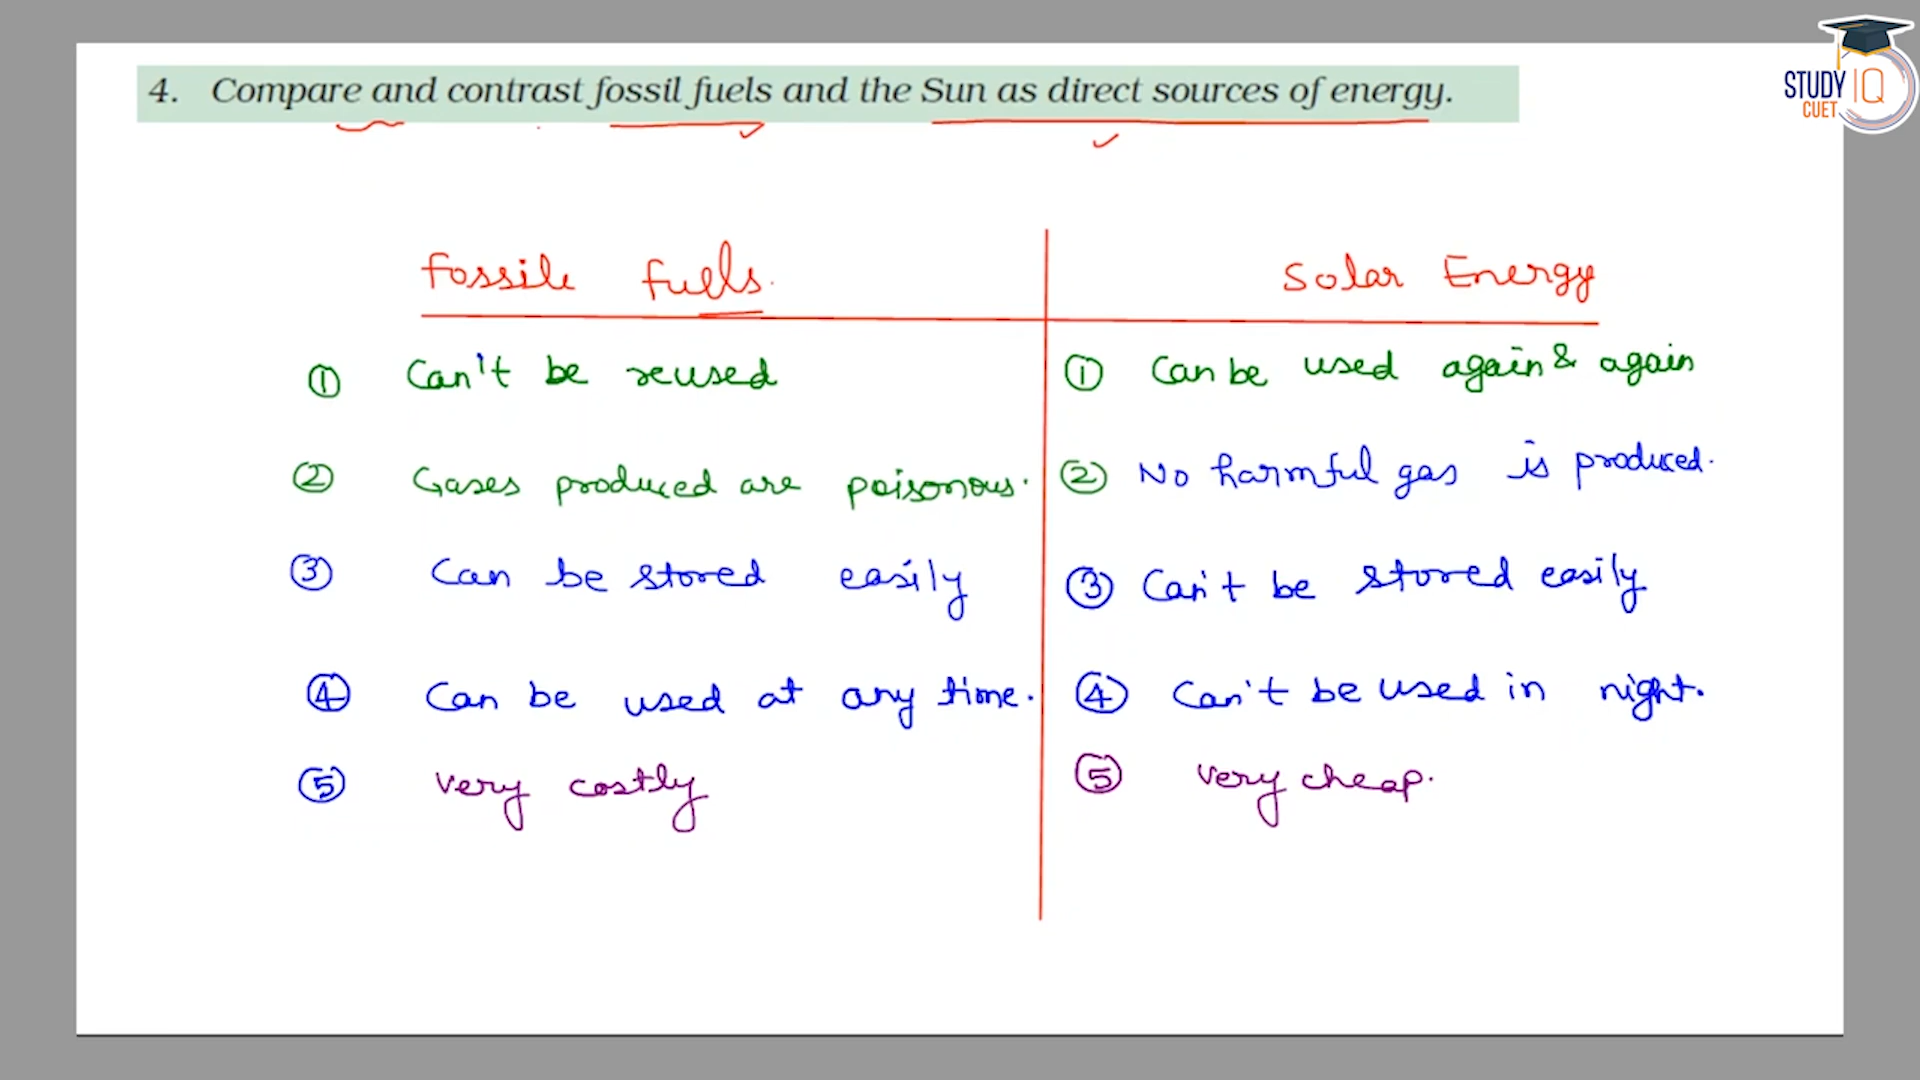 4. Compare and contrast fossil fuels and the Sun as direct sources of energy.
STUDY IQ
CUET
Fossile Fuels.
Solar Energy
① Can't be reused
① Can be used again & again
② Gases produced are poisonous.
② No harmful gas is produced.
③ Can be stored easily
③ Can't be stored easily
④ Can be used at any time.
④ Can't be used in night.
⑤ very costly
⑤ very cheap.